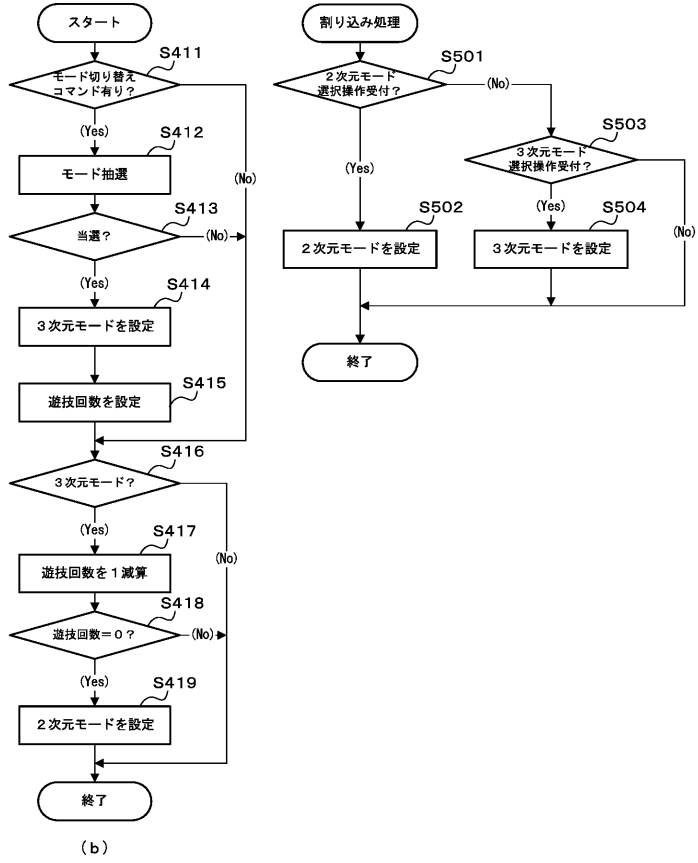 スタート
S411
モード切り替え
コマンド有り？
(Yes)
(No)
S412
モード抽選
S413
当選？
(No)
(Yes)
S414
３次元モードを設定
S415
遊技回数を設定
S416
３次元モード？
(Yes)
(No)
S417
遊技回数を１減算
S418
遊技回数＝０？
(No)
(Yes)
S419
２次元モードを設定
終了
(b)
割り込み処理
S501
２次元モード
選択操作受付？
(No)
(Yes)
S503
３次元モード
選択操作受付？
(Yes)
(No)
S502
２次元モードを設定
S504
３次元モードを設定
終了